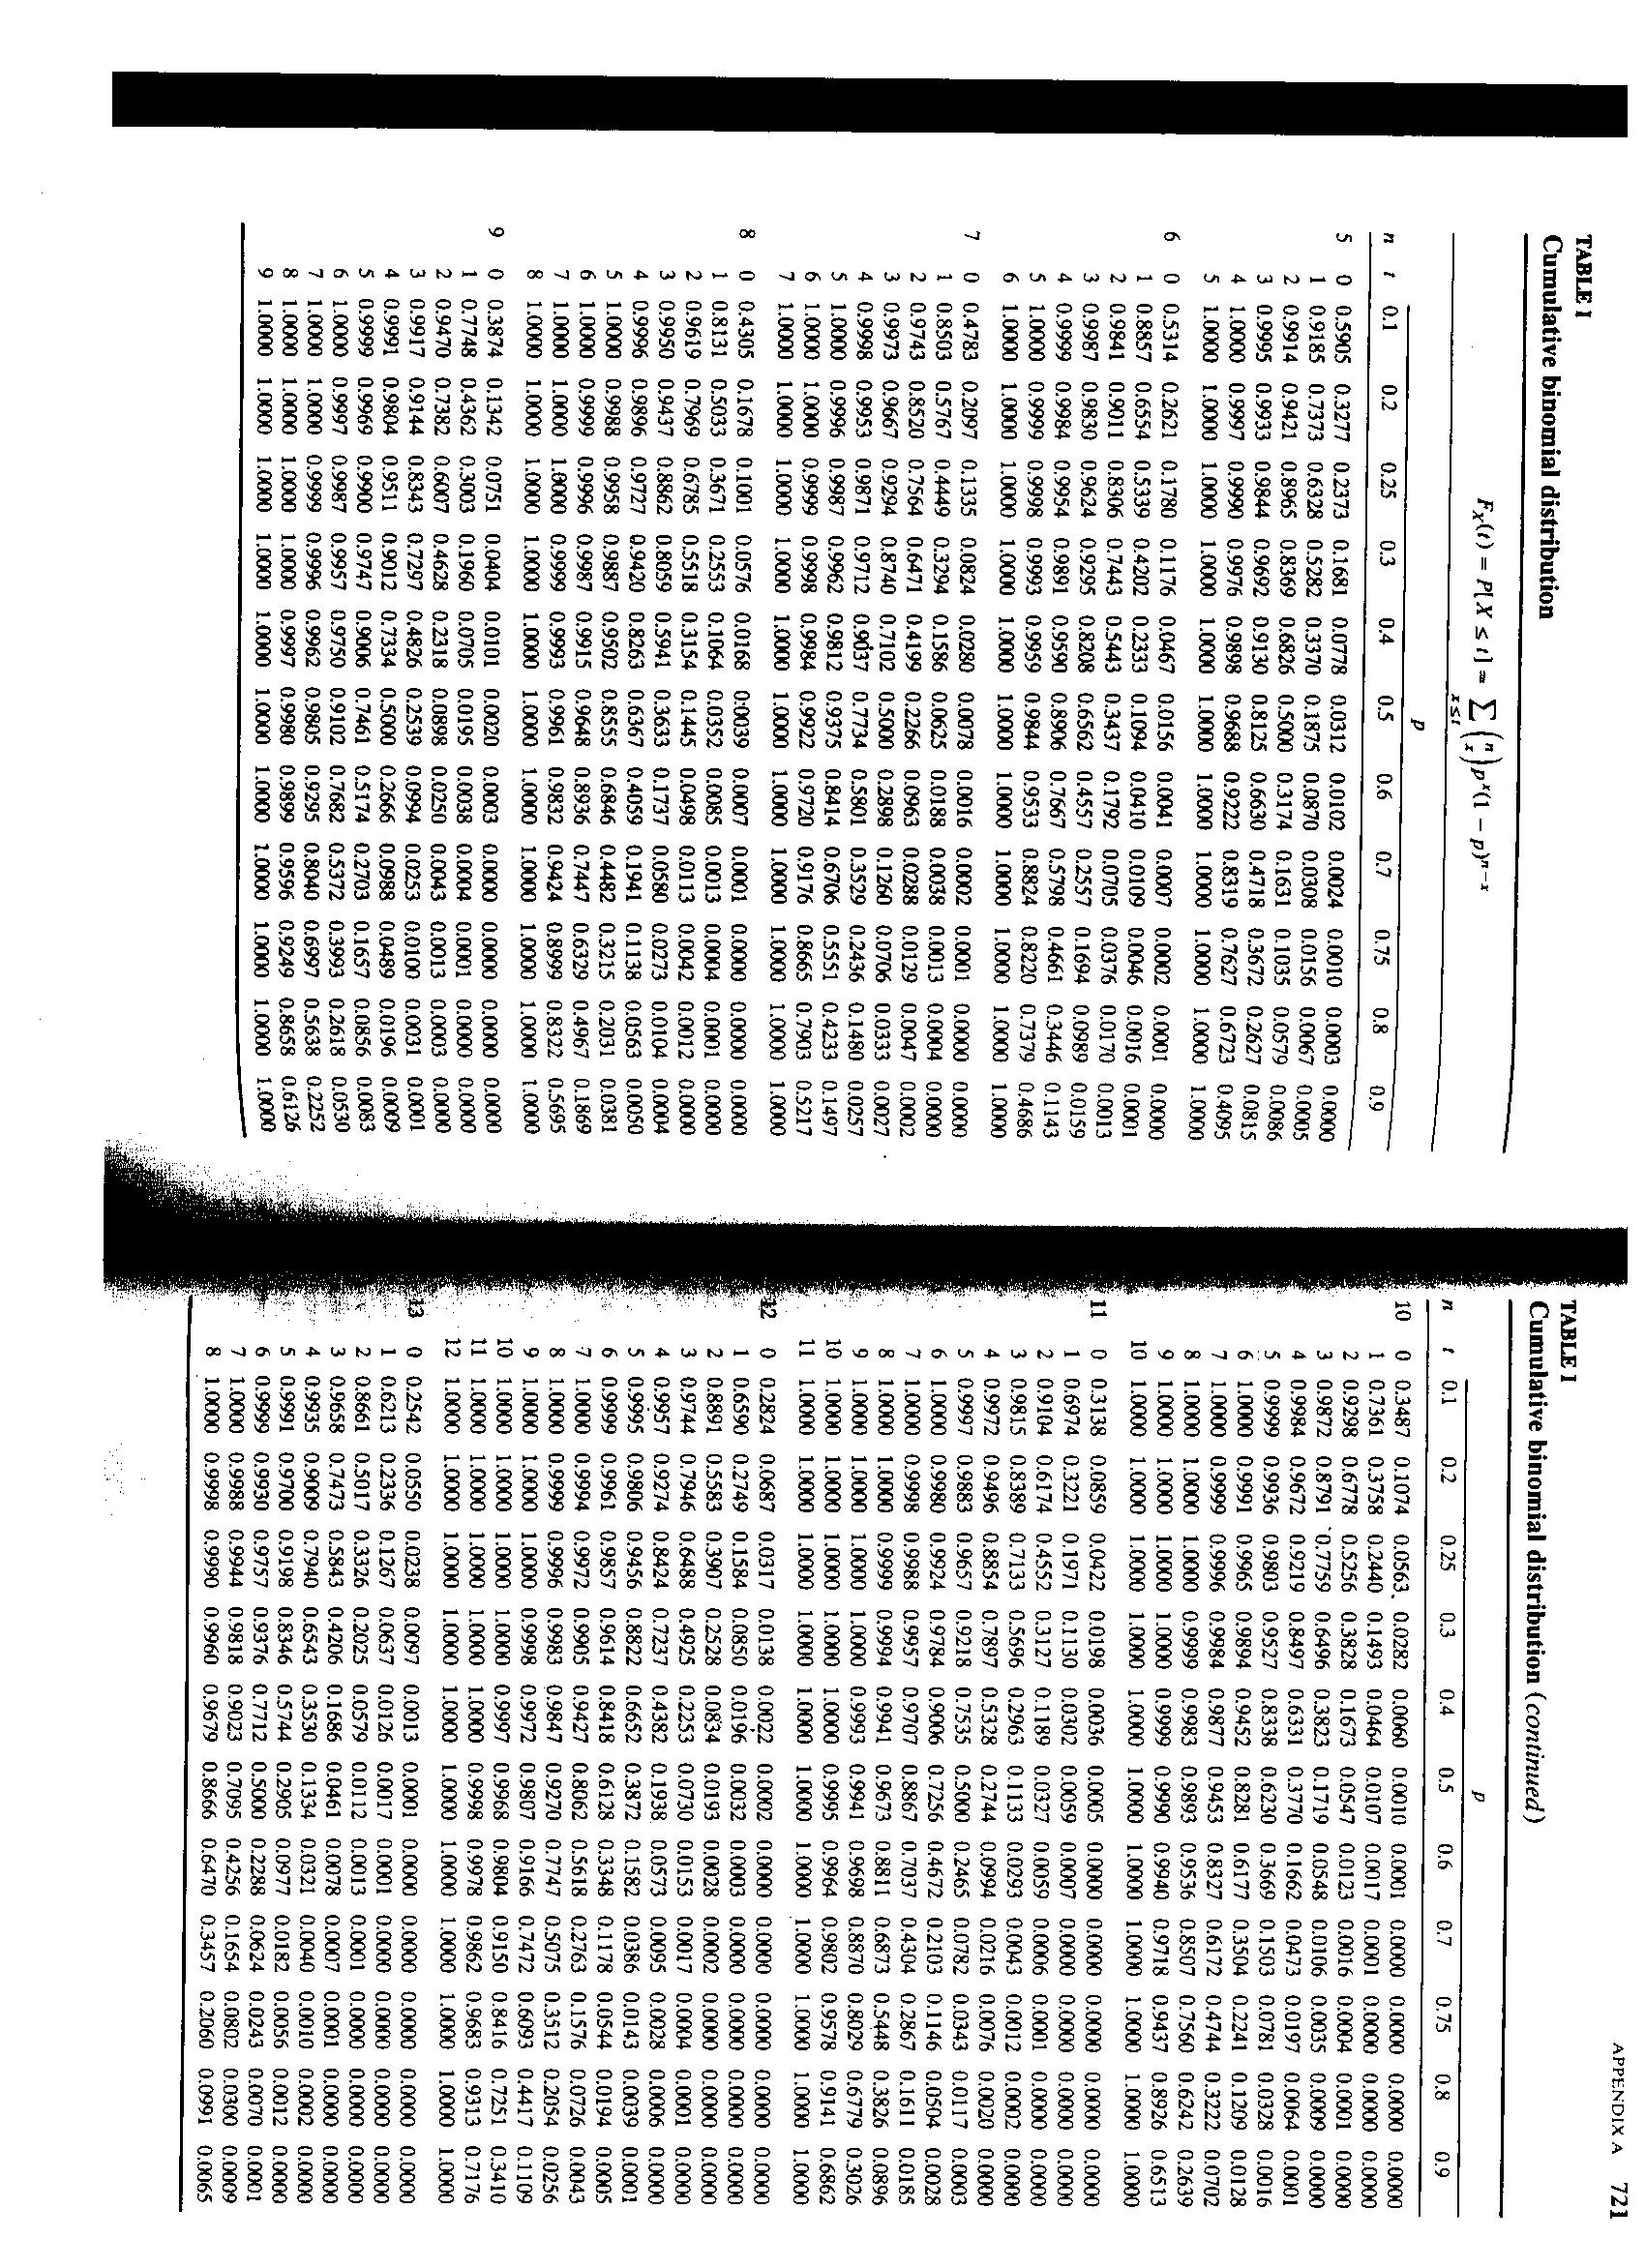 TABLE I
Cumulative binomial distribution
F_X(t) = P[X ≤ t] = ∑_{x≤t} (n x) p^x (1 − p)^{n−x}
p
n t 0.1 0.2 0.25 0.3 0.4 0.5 0.6 0.7 0.75 0.8 0.9
5 0 0.5905 0.3277 0.2373 0.1681 0.0778 0.0312 0.0102 0.0024 0.0010 0.0003 0.0000
1 0.9185 0.7373 0.6328 0.5282 0.3370 0.1875 0.0870 0.0308 0.0156 0.0067 0.0005
2 0.9914 0.9421 0.8965 0.8369 0.6826 0.5000 0.3174 0.1631 0.1035 0.0579 0.0086
3 0.9995 0.9933 0.9844 0.9692 0.9130 0.8125 0.6630 0.4718 0.3672 0.2627 0.0815
4 1.0000 0.9997 0.9990 0.9976 0.9898 0.9688 0.9222 0.8319 0.7627 0.6723 0.4095
5 1.0000 1.0000 1.0000 1.0000 1.0000 1.0000 1.0000 1.0000 1.0000 1.0000 1.0000
6 0 0.5314 0.2621 0.1780 0.1176 0.0467 0.0156 0.0041 0.0007 0.0002 0.0001 0.0000
1 0.8857 0.6554 0.5339 0.4202 0.2333 0.1094 0.0410 0.0109 0.0046 0.0016 0.0001
2 0.9841 0.9011 0.8306 0.7443 0.5443 0.3437 0.1792 0.0705 0.0376 0.0170 0.0013
3 0.9987 0.9830 0.9624 0.9295 0.8208 0.6562 0.4557 0.2557 0.1694 0.0989 0.0159
4 0.9999 0.9984 0.9954 0.9891 0.9590 0.8906 0.7667 0.5798 0.4661 0.3446 0.1143
5 1.0000 0.9999 0.9998 0.9993 0.9959 0.9844 0.9533 0.8824 0.8220 0.7379 0.4686
6 1.0000 1.0000 1.0000 1.0000 1.0000 1.0000 1.0000 1.0000 1.0000 1.0000 1.0000
7 0 0.4783 0.2097 0.1335 0.0824 0.0280 0.0078 0.0016 0.0002 0.0001 0.0000 0.0000
1 0.8503 0.5767 0.4449 0.3294 0.1586 0.0625 0.0188 0.0038 0.0013 0.0004 0.0000
2 0.9743 0.8520 0.7564 0.6471 0.4199 0.2266 0.0963 0.0288 0.0129 0.0047 0.0002
3 0.9973 0.9667 0.9294 0.8740 0.7102 0.5000 0.2898 0.1260 0.0706 0.0333 0.0027
4 0.9998 0.9953 0.9871 0.9712 0.9037 0.7734 0.5801 0.3529 0.2436 0.1480 0.0257
5 1.0000 0.9996 0.9987 0.9962 0.9812 0.9375 0.8414 0.6706 0.5551 0.4233 0.1497
6 1.0000 1.0000 0.9999 0.9998 0.9984 0.9922 0.9720 0.9176 0.8665 0.7903 0.5217
7 1.0000 1.0000 1.0000 1.0000 1.0000 1.0000 1.0000 1.0000 1.0000 1.0000 1.0000
8 0 0.4305 0.1678 0.1001 0.0576 0.0168 0.0039 0.0007 0.0001 0.0000 0.0000 0.0000
1 0.8131 0.5033 0.3671 0.2553 0.1064 0.0352 0.0085 0.0013 0.0004 0.0001 0.0000
2 0.9619 0.7969 0.6785 0.5518 0.3154 0.1445 0.0498 0.0113 0.0042 0.0012 0.0000
3 0.9950 0.9437 0.8862 0.8059 0.5941 0.3633 0.1737 0.0580 0.0273 0.0104 0.0004
4 0.9996 0.9896 0.9727 0.9420 0.8263 0.6367 0.4059 0.1941 0.1138 0.0563 0.0050
5 1.0000 0.9988 0.9958 0.9887 0.9502 0.8555 0.6846 0.4482 0.3215 0.2031 0.0381
6 1.0000 0.9999 0.9996 0.9987 0.9915 0.9648 0.8936 0.7447 0.6329 0.4967 0.1869
7 1.0000 1.0000 1.0000 0.9999 0.9993 0.9961 0.9832 0.9424 0.8999 0.8322 0.5695
8 1.0000 1.0000 1.0000 1.0000 1.0000 1.0000 1.0000 1.0000 1.0000 1.0000 1.0000
9 0 0.3874 0.1342 0.0751 0.0404 0.0101 0.0020 0.0003 0.0000 0.0000 0.0000 0.0000
1 0.7748 0.4362 0.3003 0.1960 0.0705 0.0195 0.0038 0.0004 0.0001 0.0000 0.0000
2 0.9470 0.7382 0.6007 0.4628 0.2318 0.0898 0.0250 0.0043 0.0013 0.0003 0.0000
3 0.9917 0.9144 0.8343 0.7297 0.4826 0.2539 0.0994 0.0253 0.0100 0.0031 0.0001
4 0.9991 0.9804 0.9511 0.9012 0.7334 0.5000 0.2666 0.0988 0.0489 0.0196 0.0009
5 0.9999 0.9969 0.9900 0.9747 0.9006 0.7461 0.5174 0.2703 0.1657 0.0856 0.0083
6 1.0000 0.9997 0.9987 0.9957 0.9750 0.9102 0.7682 0.5372 0.3993 0.2618 0.0530
7 1.0000 1.0000 0.9999 0.9996 0.9962 0.9805 0.9295 0.8040 0.6997 0.5638 0.2252
8 1.0000 1.0000 1.0000 1.0000 0.9997 0.9980 0.9899 0.9596 0.9249 0.8658 0.6126
9 1.0000 1.0000 1.0000 1.0000 1.0000 1.0000 1.0000 1.0000 1.0000 1.0000 1.0000
APPENDIX A 721
TABLE I
Cumulative binomial distribution (continued)
p
n t 0.1 0.2 0.25 0.3 0.4 0.5 0.6 0.7 0.75 0.8 0.9
10 0 0.3487 0.1074 0.0563 0.0282 0.0060 0.0010 0.0001 0.0000 0.0000 0.0000 0.0000
1 0.7361 0.3758 0.2440 0.1493 0.0464 0.0107 0.0017 0.0001 0.0000 0.0000 0.0000
2 0.9298 0.6778 0.5256 0.3828 0.1673 0.0547 0.0123 0.0016 0.0004 0.0001 0.0000
3 0.9872 0.8791 0.7759 0.6496 0.3823 0.1719 0.0548 0.0106 0.0035 0.0009 0.0000
4 0.9984 0.9672 0.9219 0.8497 0.6331 0.3770 0.1662 0.0473 0.0197 0.0064 0.0001
5 0.9999 0.9936 0.9803 0.9527 0.8338 0.6230 0.3669 0.1503 0.0781 0.0328 0.0016
6 1.0000 0.9991 0.9965 0.9894 0.9452 0.8281 0.6177 0.3504 0.2241 0.1209 0.0128
7 1.0000 0.9999 0.9996 0.9984 0.9877 0.9453 0.8327 0.6172 0.4744 0.3222 0.0702
8 1.0000 1.0000 1.0000 0.9999 0.9983 0.9893 0.9536 0.8507 0.7560 0.6242 0.2639
9 1.0000 1.0000 1.0000 1.0000 0.9999 0.9990 0.9940 0.9718 0.9437 0.8926 0.6513
10 1.0000 1.0000 1.0000 1.0000 1.0000 1.0000 1.0000 1.0000 1.0000 1.0000 1.0000
11 0 0.3138 0.0859 0.0422 0.0198 0.0036 0.0005 0.0000 0.0000 0.0000 0.0000 0.0000
1 0.6974 0.3221 0.1971 0.1130 0.0302 0.0059 0.0007 0.0000 0.0000 0.0000 0.0000
2 0.9104 0.6174 0.4552 0.3127 0.1189 0.0327 0.0059 0.0006 0.0001 0.0000 0.0000
3 0.9815 0.8389 0.7133 0.5696 0.2963 0.1133 0.0293 0.0043 0.0012 0.0002 0.0000
4 0.9972 0.9496 0.8854 0.7897 0.5328 0.2744 0.0994 0.0216 0.0076 0.0020 0.0000
5 0.9997 0.9883 0.9657 0.9218 0.7535 0.5000 0.2465 0.0782 0.0343 0.0117 0.0003
6 1.0000 0.9980 0.9924 0.9784 0.9006 0.7256 0.4672 0.2103 0.1146 0.0504 0.0028
7 1.0000 0.9998 0.9988 0.9957 0.9707 0.8867 0.7037 0.4304 0.2867 0.1611 0.0185
8 1.0000 1.0000 0.9999 0.9994 0.9941 0.9673 0.8811 0.6873 0.5448 0.3826 0.0896
9 1.0000 1.0000 1.0000 1.0000 0.9993 0.9941 0.9698 0.8870 0.8029 0.6779 0.3026
10 1.0000 1.0000 1.0000 1.0000 1.0000 0.9995 0.9964 0.9802 0.9578 0.9141 0.6862
11 1.0000 1.0000 1.0000 1.0000 1.0000 1.0000 1.0000 1.0000 1.0000 1.0000 1.0000
12 0 0.2824 0.0687 0.0317 0.0138 0.0022 0.0002 0.0000 0.0000 0.0000 0.0000 0.0000
1 0.6590 0.2749 0.1584 0.0850 0.0196 0.0032 0.0003 0.0000 0.0000 0.0000 0.0000
2 0.8891 0.5583 0.3907 0.2528 0.0834 0.0193 0.0028 0.0002 0.0000 0.0000 0.0000
3 0.9744 0.7946 0.6488 0.4925 0.2253 0.0730 0.0153 0.0017 0.0004 0.0001 0.0000
4 0.9957 0.9274 0.8424 0.7237 0.4382 0.1938 0.0573 0.0095 0.0028 0.0006 0.0000
5 0.9995 0.9806 0.9456 0.8822 0.6652 0.3872 0.1582 0.0386 0.0143 0.0039 0.0001
6 0.9999 0.9961 0.9857 0.9614 0.8418 0.6128 0.3348 0.1178 0.0544 0.0194 0.0005
7 1.0000 0.9994 0.9972 0.9905 0.9427 0.8062 0.5618 0.2763 0.1576 0.0726 0.0043
8 1.0000 0.9999 0.9996 0.9983 0.9847 0.9270 0.7747 0.5075 0.3512 0.2054 0.0256
9 1.0000 1.0000 1.0000 0.9998 0.9972 0.9807 0.9166 0.7472 0.6093 0.4417 0.1109
10 1.0000 1.0000 1.0000 1.0000 0.9997 0.9968 0.9804 0.9150 0.8416 0.7251 0.3410
11 1.0000 1.0000 1.0000 1.0000 1.0000 0.9998 0.9978 0.9862 0.9683 0.9313 0.7176
12 1.0000 1.0000 1.0000 1.0000 1.0000 1.0000 1.0000 1.0000 1.0000 1.0000 1.0000
13 0 0.2542 0.0550 0.0238 0.0097 0.0013 0.0001 0.0000 0.0000 0.0000 0.0000 0.0000
1 0.6213 0.2336 0.1267 0.0637 0.0126 0.0017 0.0001 0.0000 0.0000 0.0000 0.0000
2 0.8661 0.5017 0.3326 0.2025 0.0579 0.0112 0.0013 0.0001 0.0000 0.0000 0.0000
3 0.9658 0.7473 0.5843 0.4206 0.1686 0.0461 0.0078 0.0007 0.0001 0.0000 0.0000
4 0.9935 0.9009 0.7940 0.6543 0.3530 0.1334 0.0321 0.0040 0.0010 0.0002 0.0000
5 0.9991 0.9700 0.9198 0.8346 0.5744 0.2905 0.0977 0.0182 0.0056 0.0012 0.0000
6 0.9999 0.9930 0.9757 0.9376 0.7712 0.5000 0.2288 0.0624 0.0243 0.0070 0.0001
7 1.0000 0.9988 0.9944 0.9818 0.9023 0.7095 0.4256 0.1654 0.0802 0.0300 0.0009
8 1.0000 0.9998 0.9990 0.9960 0.9679 0.8666 0.6470 0.3457 0.2060 0.0991 0.0065